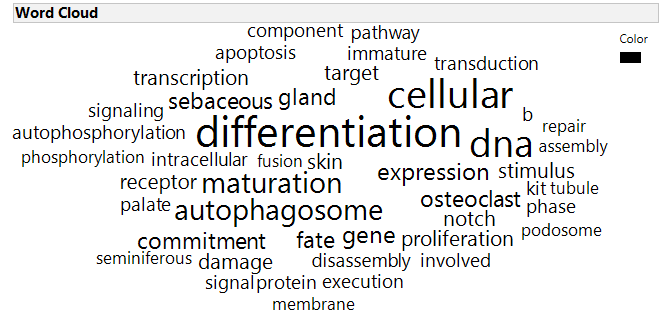 Word Cloud
Color
component pathway
apoptosis immature
transduction
transcription target
sebaceous gland cellular
signaling b
autophosphorylation differentiation dna repair
assembly
phosphorylation intracellular fusion skin
expression stimulus
receptor maturation kit tubule
osteoclast
palate autophagosome notch phase
podosome
commitment fate gene proliferation
seminiferous damage disassembly involved
signal protein execution
membrane